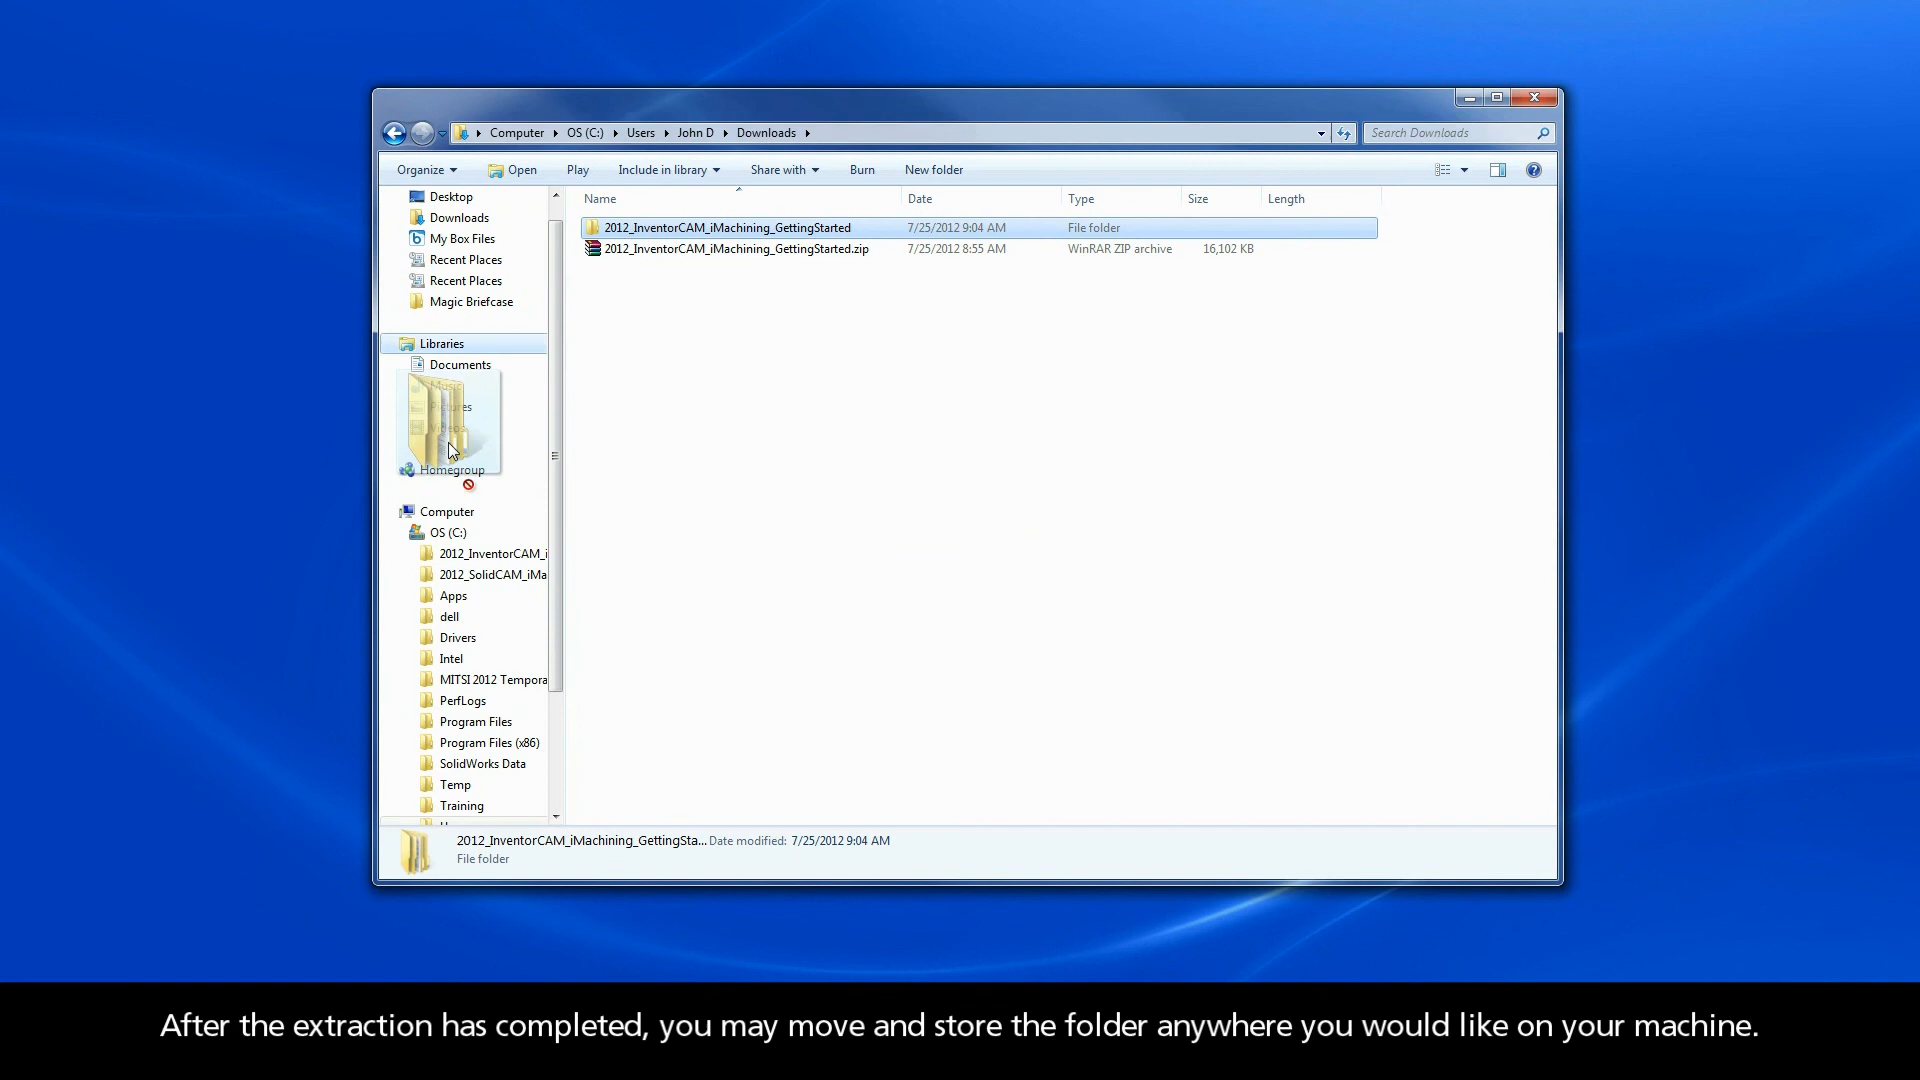 Computer OS (C:) Users John D Downloads
Search Downloads
Organize Open Play Include in library Share with Burn New folder
Name Date Type Size Length
2012_InventorCAM_iMachining_GettingStarted 7/25/2012 9:04 AM File folder
2012_InventorCAM_iMachining_GettingStarted.zip 7/25/2012 8:55 AM WinRAR ZIP archive 16,102 KB
Desktop
Downloads
My Box Files
Recent Places
Recent Places
Magic Briefcase
Libraries
Documents
Music
Pictures
Videos
Homegroup
Computer
OS (C:)
2012_InventorCAM_i
2012_SolidCAM_iMa
Apps
dell
Drivers
Intel
MITSI 2012 Tempora
PerfLogs
Program Files
Program Files (x86)
SolidWorks Data
Temp
Training
2012_InventorCAM_iMachining_GettingSta... Date modified: 7/25/2012 9:04 AM
File folder
After the extraction has completed, you may move and store the folder anywhere you would like on your machine.